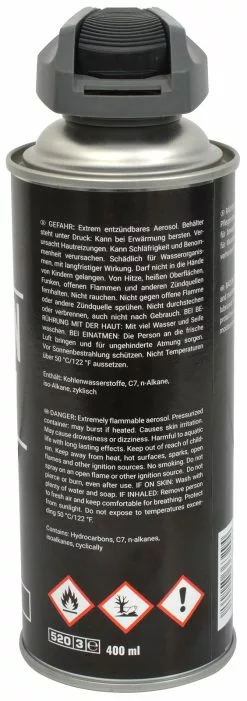 GEFAHR: Extrem entzündbares Aerosol. Behälter
steht unter Druck: Kann bei Erwärmung bersten. Ver-
ursacht Hautreizungen. Kann Schläfrigkeit und Benom-
menheit verursachen. Schädlich für Wasserorganis-
men, mit langfristiger Wirkung. Darf nicht in die Hände
von Kindern gelangen. Von Hitze, heißen Oberflächen,
Funken, offenen Flammen und anderen Zündquellen
fernhalten. Nicht rauchen. Nicht gegen offene Flamme
oder andere Zündquelle sprühen. Nicht durchstechen
oder verbrennen, auch nicht nach Gebrauch. BEI BE-
RÜHRUNG MIT DER HAUT: Mit viel Wasser und Seife
waschen. BEI EINATMEN: Die Person an die frische
Luft bringen und für ungehinderte Atmung sorgen.
Vor Sonnenbestrahlung schützen. Nicht Temperaturen
über 50 °C/122 °F aussetzen.
Enthält: Kohlenwasserstoffe, C7, n-Alkane,
iso-Alkane, zyklisch
DANGER: Extremely flammable aerosol. Pressurized
container: may burst if heated. Causes skin irritation.
May cause drowsiness or dizziness. Harmful to aquatic
life with long lasting effects. Keep out of reach of child-
ren. Keep away from heat, hot surfaces, sparks, open
flames and other ignition sources. No smoking. Do not
spray on an open flame or other ignition source. Do not
pierce or burn, even after use. IF ON SKIN: Wash with
plenty of water and soap. IF INHALED: Remove person
to fresh air and keep comfortable for breathing. Protect
from sunlight. Do not expose to temperatures excee-
ding 50 °C/122 °F.
Contains: Hydrocarbons, C7, n-alkanes,
isoalkanes, cyclically
520 3 e 400 ml